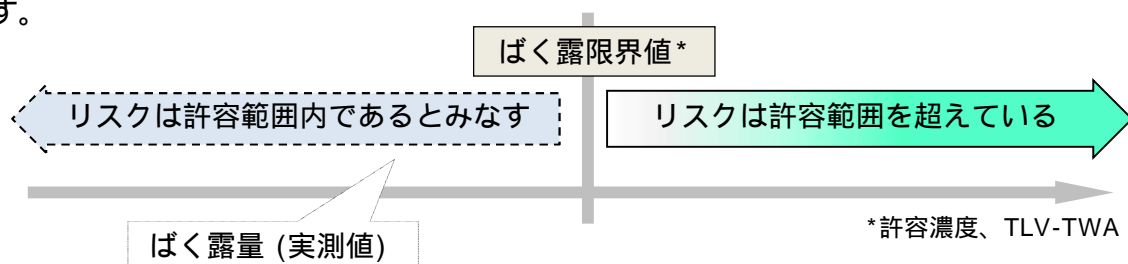 す。
ばく露限界値*
リスクは許容範囲内であるとみなす
リスクは許容範囲を超えている
*許容濃度、TLV-TWA
ばく露量 (実測値)